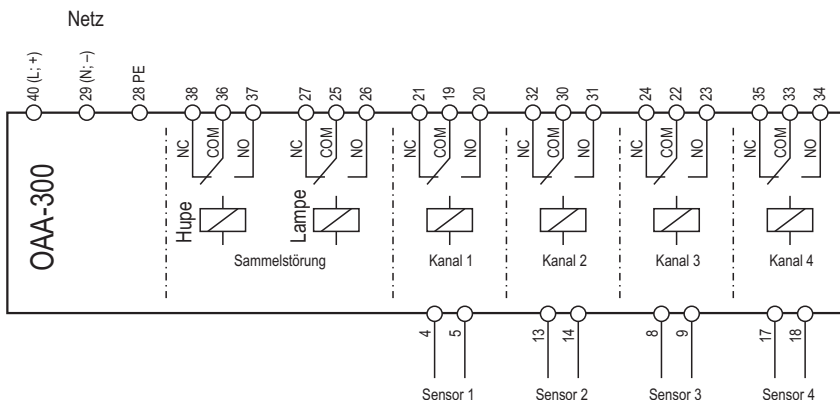 Netz
40 (L; +)
29 (N; –)
28 PE
38
36
37
27
25
26
21
19
20
32
30
31
24
22
23
35
33
34
NC
COM
NO
NC
COM
NO
NC
COM
NO
NC
COM
NO
NC
COM
NO
NC
COM
NO
OAA-300
Hupe
Lampe
Sammelstörung
Kanal 1
Kanal 2
Kanal 3
Kanal 4
4
5
13
14
8
9
17
18
Sensor 1
Sensor 2
Sensor 3
Sensor 4